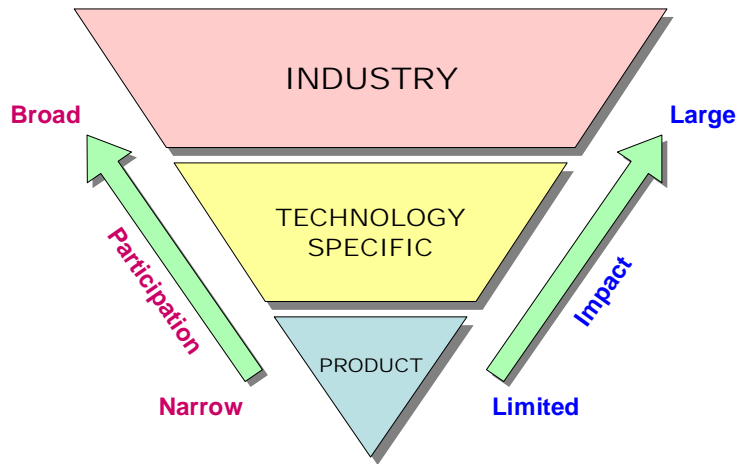 INDUSTRY
Broad
Large
TECHNOLOGY
SPECIFIC
Participation
Impact
PRODUCT
Narrow
Limited